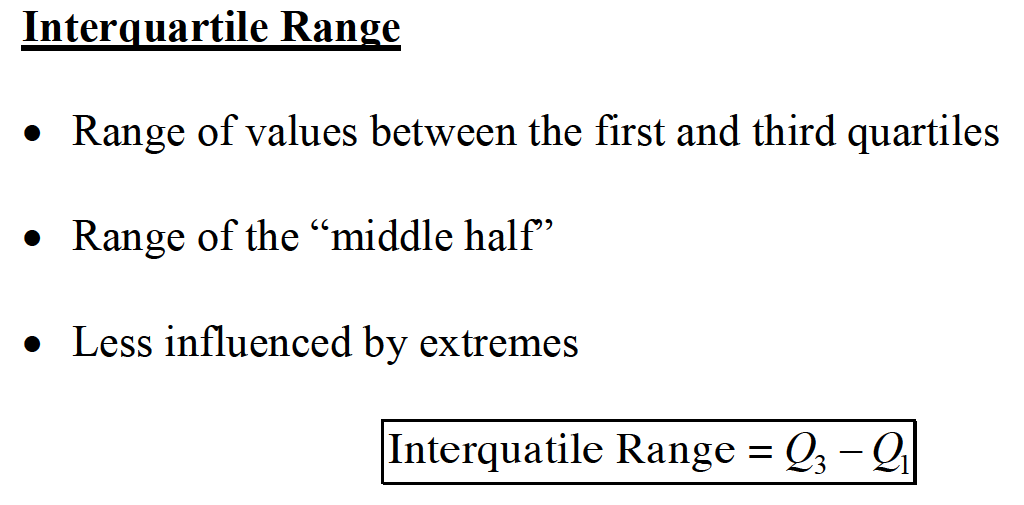 Interquartile Range
• Range of values between the first and third quartiles
• Range of the “middle half”
• Less influenced by extremes
Interquatile Range = Q₃ − Q₁